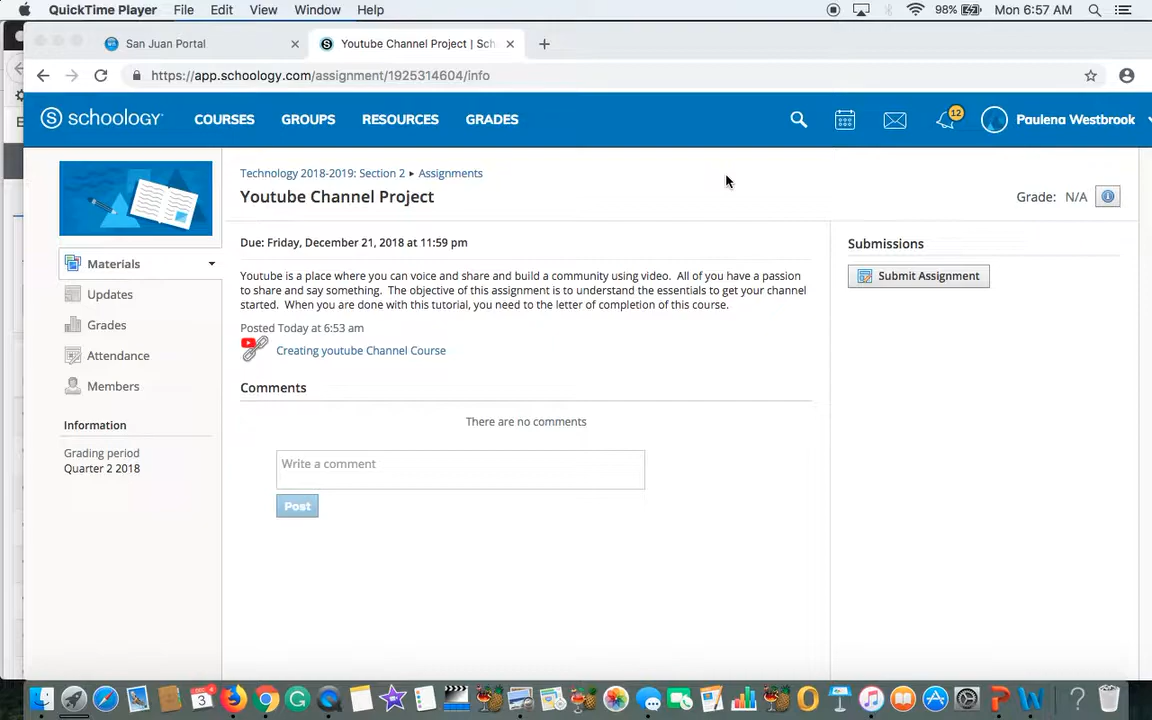 QuickTime Player File Edit View Window Help 98% Mon 6:57 AM
San Juan Portal Youtube Channel Project | Sch
https://app.schoology.com/assignment/1925314604/info
S schoology COURSES GROUPS RESOURCES GRADES 12 Paulena Westbrook
Technology 2018-2019: Section 2 ▸ Assignments
Youtube Channel Project
Grade: N/A
Due: Friday, December 21, 2018 at 11:59 pm
Youtube is a place where you can voice and share and build a community using video. All of you have a passion
to share and say something. The objective of this assignment is to understand the essentials to get your channel
started. When you are done with this tutorial, you need to the letter of completion of this course.
Posted Today at 6:53 am
Creating youtube Channel Course
Comments
There are no comments
Write a comment
Post
Submissions
Submit Assignment
Materials
Updates
Grades
Attendance
Members
Information
Grading period
Quarter 2 2018